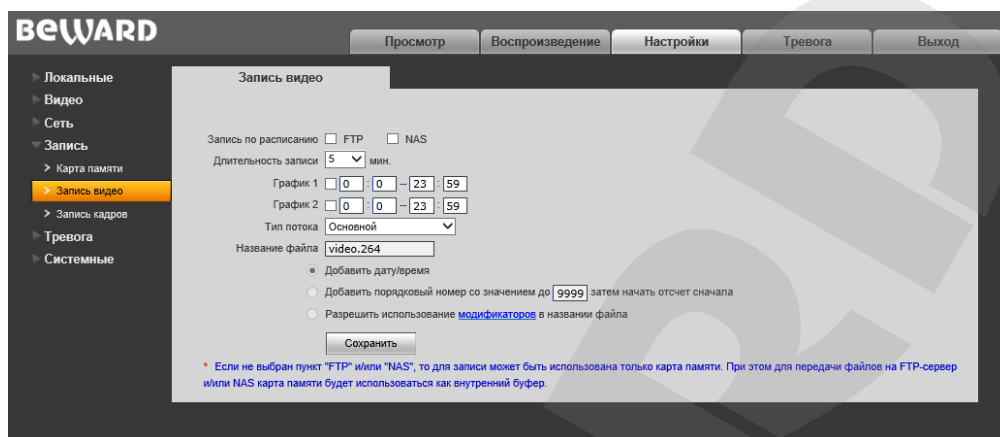 BEWARD
Просмотр Воспроизведение Настройки Тревога Выход
Локальные
Видео
Сеть
Запись
Карта памяти
Запись видео
Запись кадров
Тревога
Системные
Запись видео
Запись по расписанию FTP NAS
Длительность записи 5 мин.
График 1 0 : 0 – 23 : 59
График 2 0 : 0 – 23 : 59
Тип потока Основной
Название файла video.264
Добавить дату/время
Добавить порядковый номер со значением до 9999 затем начать отсчет сначала
Разрешить использование модификаторов в названии файла
Сохранить
* Если не выбран пункт "FTP" и/или "NAS", то для записи может быть использована только карта памяти. При этом для передачи файлов на FTP-сервер
и/или NAS карта памяти будет использоваться как внутренний буфер.